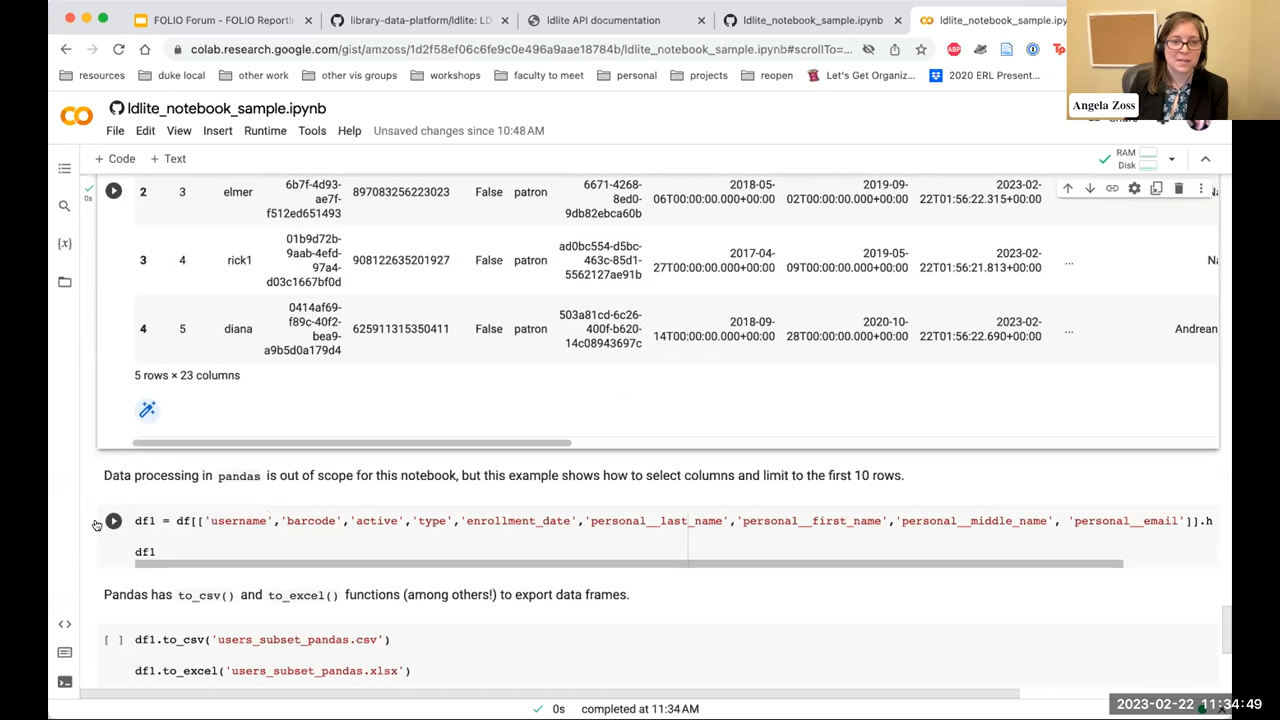 FOLIO Forum - FOLIO Reporti
library-data-platform/ldlite: LD
ldlite API documentation
ldlite_notebook_sample.ipynb
ldlite_notebook_sample.ipynb
colab.research.google.com/gist/amzoss/1d2f58ef06c5fe9c0e496a9aae18784b/ldlite_notebook_sample.ipynb#scrollTo=...
resources
duke local
other work
other vis groups
workshops
faculty to meet
personal
projects
reopen
Let's Get Organiz...
2020 ERL Present...
Angela Zoss
ldlite_notebook_sample.ipynb
File Edit View Insert Runtime Tools Help Unsaved changes since 10:48 AM
+ Code + Text
RAM
Disk
2 3 elmer 6b7f-4d93-
ae7f-
f512ed651493 897083256223023 False patron 6671-4268-
8ed0-
9db82ebca60b 2018-05-
06T00:00:00.000+00:00 2019-09-
02T00:00:00.000+00:00 2023-02-
22T01:56:22.315+00:00
0s
3 4 rick1 01b9d72b-
9aab-4efd-
97a4-
d03c1667bf0d 908122635201927 False patron ad0bc554-d5bc-
463c-85d1-
5562127ae91b 2017-04-
27T00:00:00.000+00:00 2019-05-
09T00:00:00.000+00:00 2023-02-
22T01:56:21.813+00:00 ... Na
4 5 diana 0414af69-
f89c-40f2-
bea9-
a9b5d0a179d4 625911315350411 False patron 503a81cd-6c26-
400f-b620-
14c08943697c 2018-09-
14T00:00:00.000+00:00 2020-10-
28T00:00:00.000+00:00 2023-02-
22T01:56:22.690+00:00 ... Andrean
5 rows × 23 columns
Data processing in pandas is out of scope for this notebook, but this example shows how to select columns and limit to the first 10 rows.
df1 = df[['username','barcode','active','type','enrollment_date','personal__last_name','personal__first_name','personal__middle_name', 'personal__email']].h
df1
Pandas has to_csv() and to_excel() functions (among others!) to export data frames.
[ ] df1.to_csv('users_subset_pandas.csv')
df1.to_excel('users_subset_pandas.xlsx')
0s completed at 11:34 AM
2023-02-22 11:34:49